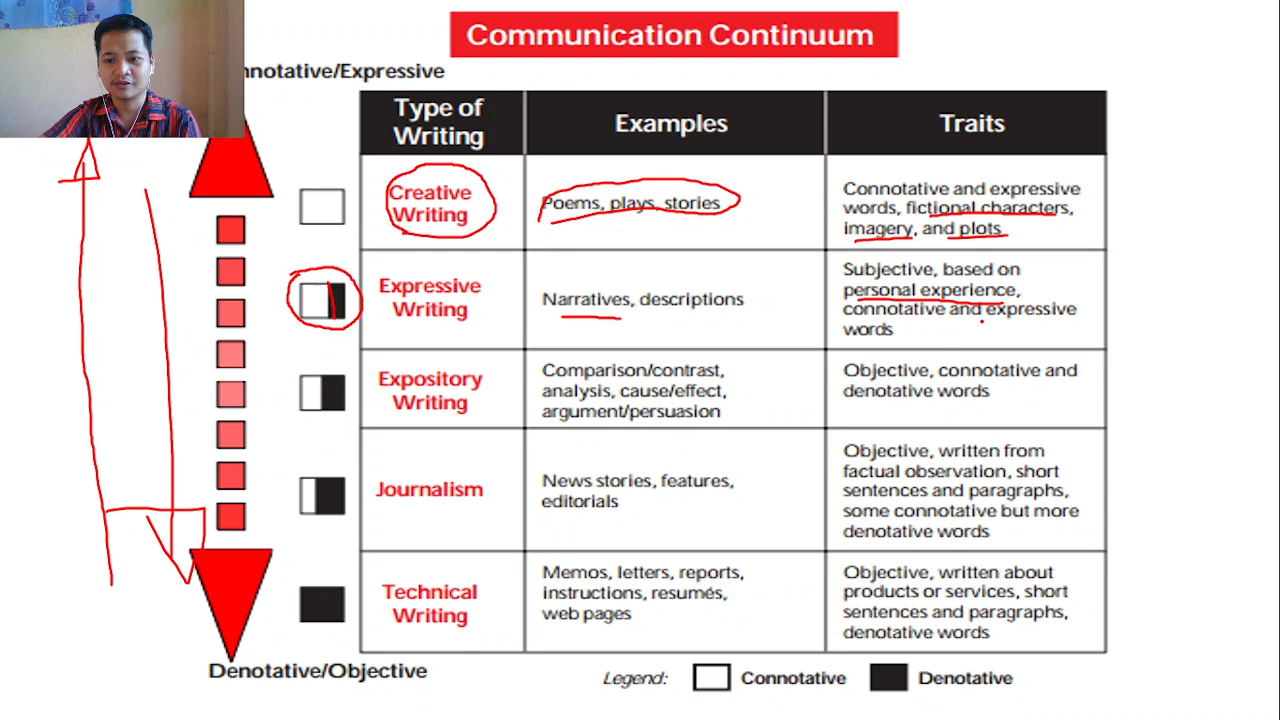 Communication Continuum
nnotative/Expressive
Type of
Writing
Examples
Traits
Creative
Writing
Poems, plays, stories
Connotative and expressive
words, fictional characters,
imagery, and plots
Expressive
Writing
Narratives, descriptions
Subjective, based on
personal experience,
connotative and expressive
words
Expository
Writing
Comparison/contrast,
analysis, cause/effect,
argument/persuasion
Objective, connotative and
denotative words
Journalism
News stories, features,
editorials
Objective, written from
factual observation, short
sentences and paragraphs,
some connotative but more
denotative words
Technical
Writing
Memos, letters, reports,
instructions, resumés,
web pages
Objective, written about
products or services, short
sentences and paragraphs,
denotative words
Denotative/Objective
Legend:
Connotative
Denotative